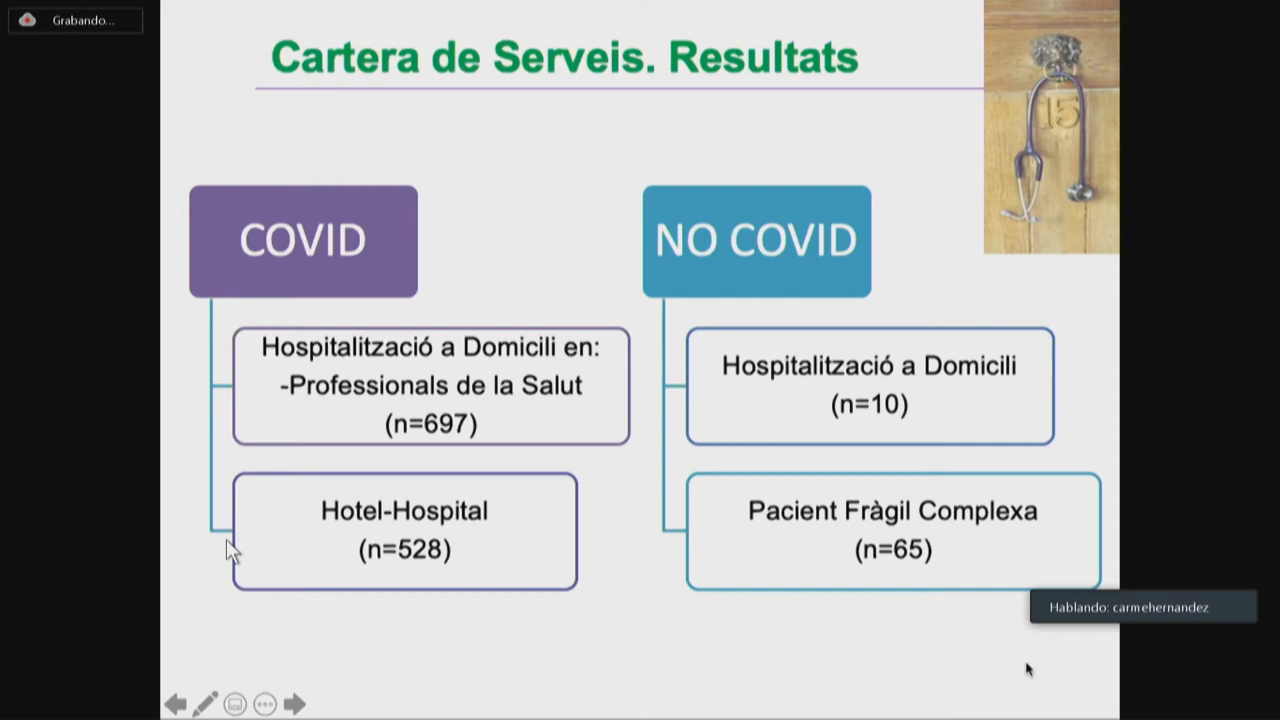 Grabando...
Cartera de Serveis. Resultats
15
COVID
Hospitalització a Domicili en:
-Professionals de la Salut
(n=697)
Hotel-Hospital
(n=528)
NO COVID
Hospitalització a Domicili
(n=10)
Pacient Fràgil Complexa
(n=65)
Hablando: carmehernandez